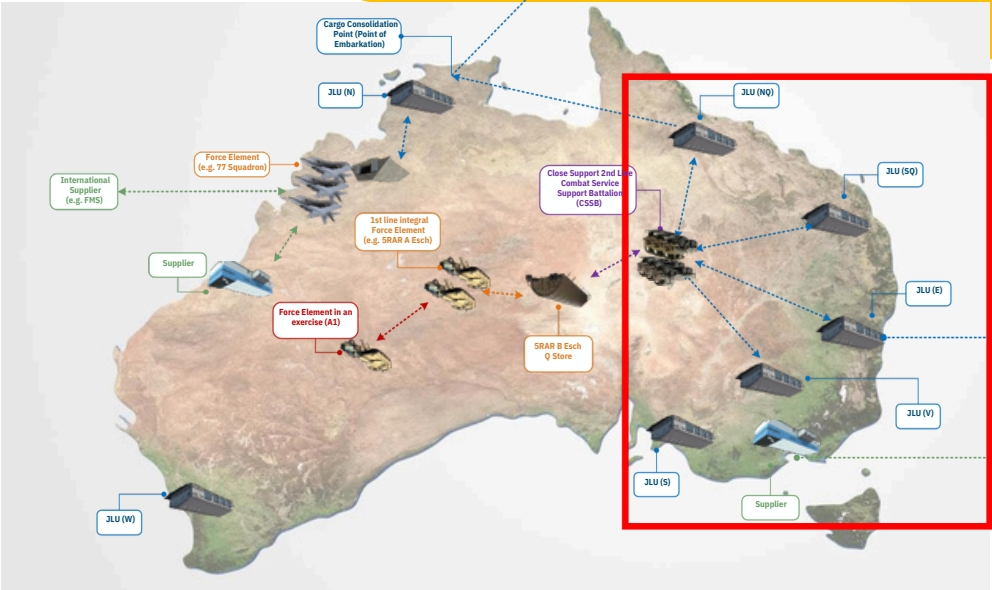 Cargo Consolidation
Point (Point of
Embarkation)
JLU (N)
JLU (NQ)
Force Element
(e.g. 77 Squadron)
International
Supplier
(e.g. FMS)
Close Support 2nd Line
Combat Service
Support Battalion
(CSSB)
JLU (SQ)
1st line integral
Force Element
(e.g. 5RAR A Esch)
Supplier
JLU (E)
Force Element in an
exercise (A1)
5RAR B Esch
Q Store
JLU (V)
JLU (S)
Supplier
JLU (W)